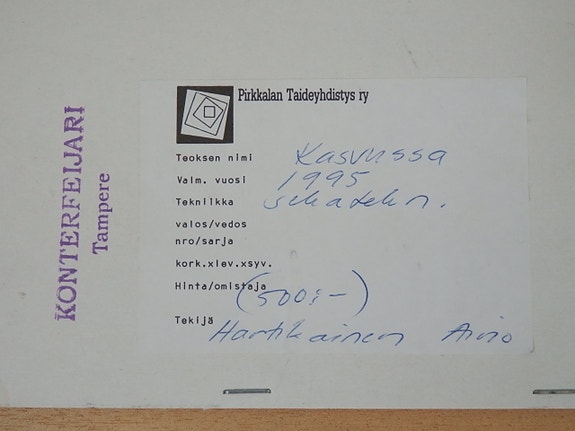 KONTERFEIJARI
Tampere
Pirkkalan Taideyhdistys ry
Teoksen nimi Kasvussa
Valm. vuosi 1995
Tekniikka sekatekn.
valos/vedos
nro/sarja
kork.xlev.xsyv.
Hinta/omistaja (500:-)
Tekijä Hartikainen Aino